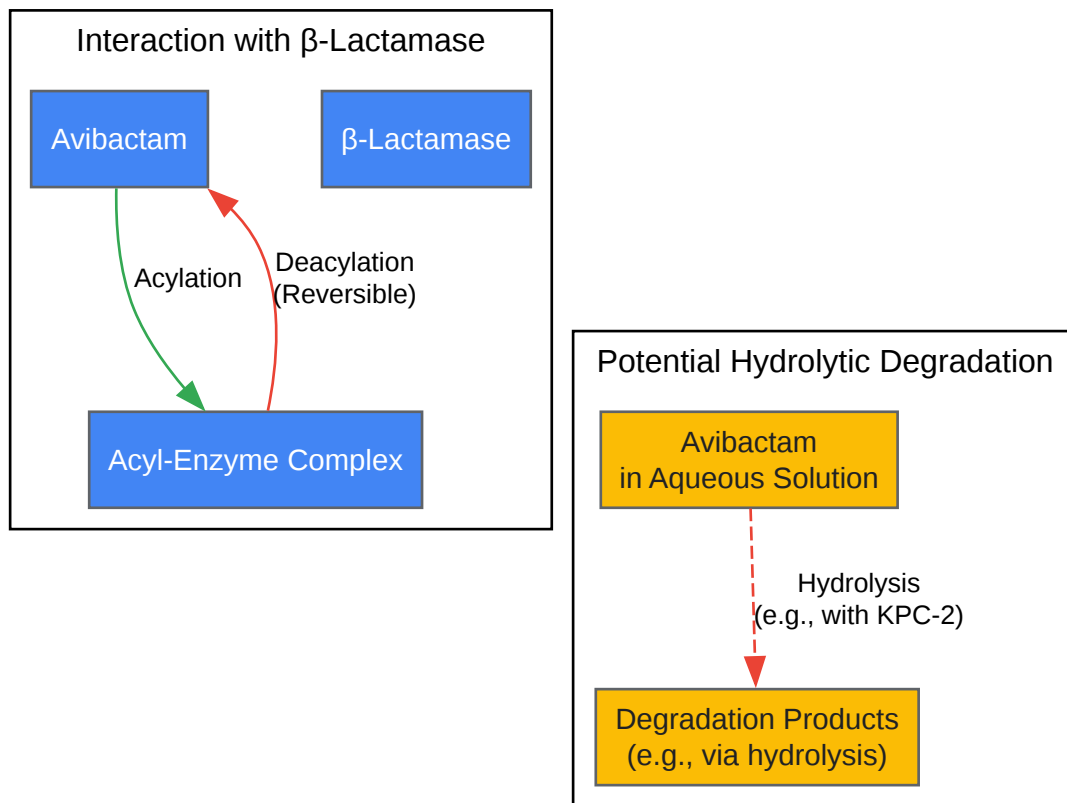 Interaction with β-Lactamase
Avibactam
β-Lactamase
Acylation
Deacylation
(Reversible)
Acyl-Enzyme Complex
Potential Hydrolytic Degradation
Avibactam
in Aqueous Solution
Hydrolysis
(e.g., with KPC-2)
Degradation Products
(e.g., via hydrolysis)